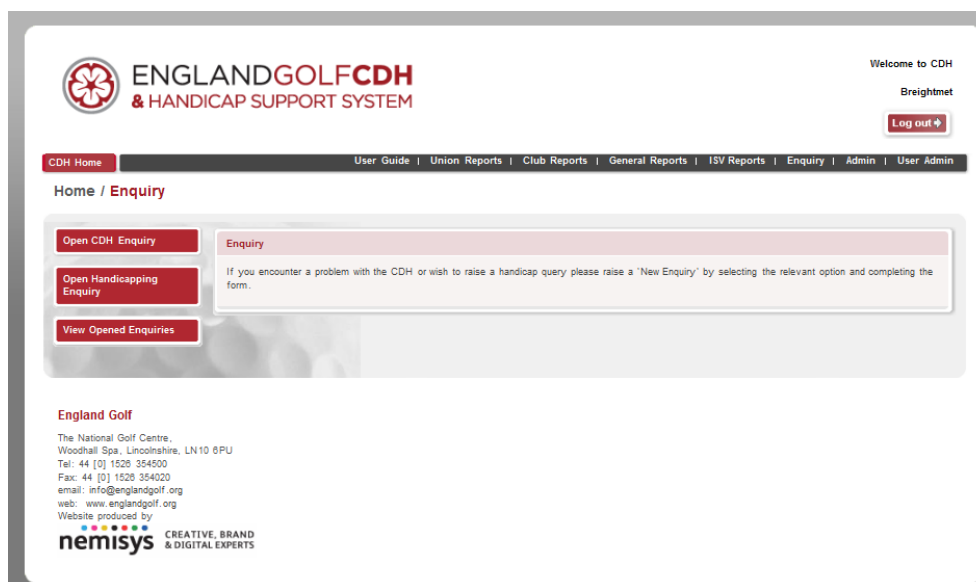 ENGLANDGOLFCDH
& HANDICAP SUPPORT SYSTEM
Welcome to CDH
Breightmet
Log out
CDH Home
User Guide | Union Reports | Club Reports | General Reports | ISV Reports | Enquiry | Admin | User Admin
Home / Enquiry
Open CDH Enquiry
Open Handicapping
Enquiry
View Opened Enquiries
Enquiry
If you encounter a problem with the CDH or wish to raise a handicap query please raise a 'New Enquiry' by selecting the relevant option and completing the
form.
England Golf
The National Golf Centre,
Woodhall Spa, Lincolnshire, LN10 6PU
Tel: 44 [0] 1526 354500
Fax: 44 [0] 1526 354020
email: info@englandgolf.org
web: www.englandgolf.org
Website produced by
nemisys
CREATIVE, BRAND
& DIGITAL EXPERTS